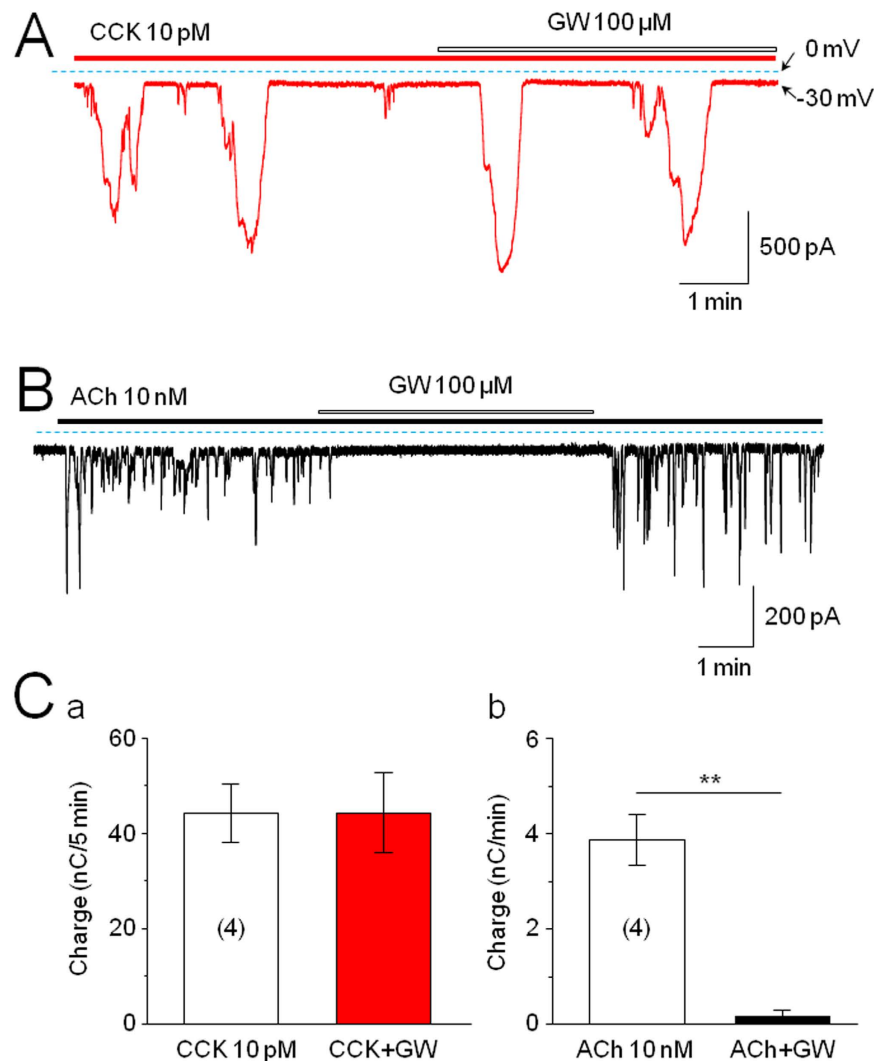 A
CCK 10 pM
GW 100 µM
0 mV
-30 mV
500 pA
1 min
B
ACh 10 nM
GW 100 µM
200 pA
1 min
C
a
Charge (nC/5 min)
60
40
20
0
(4)
CCK 10 pM
CCK+GW
b
Charge (nC/min)
6
4
2
0
**
(4)
ACh 10 nM
ACh+GW